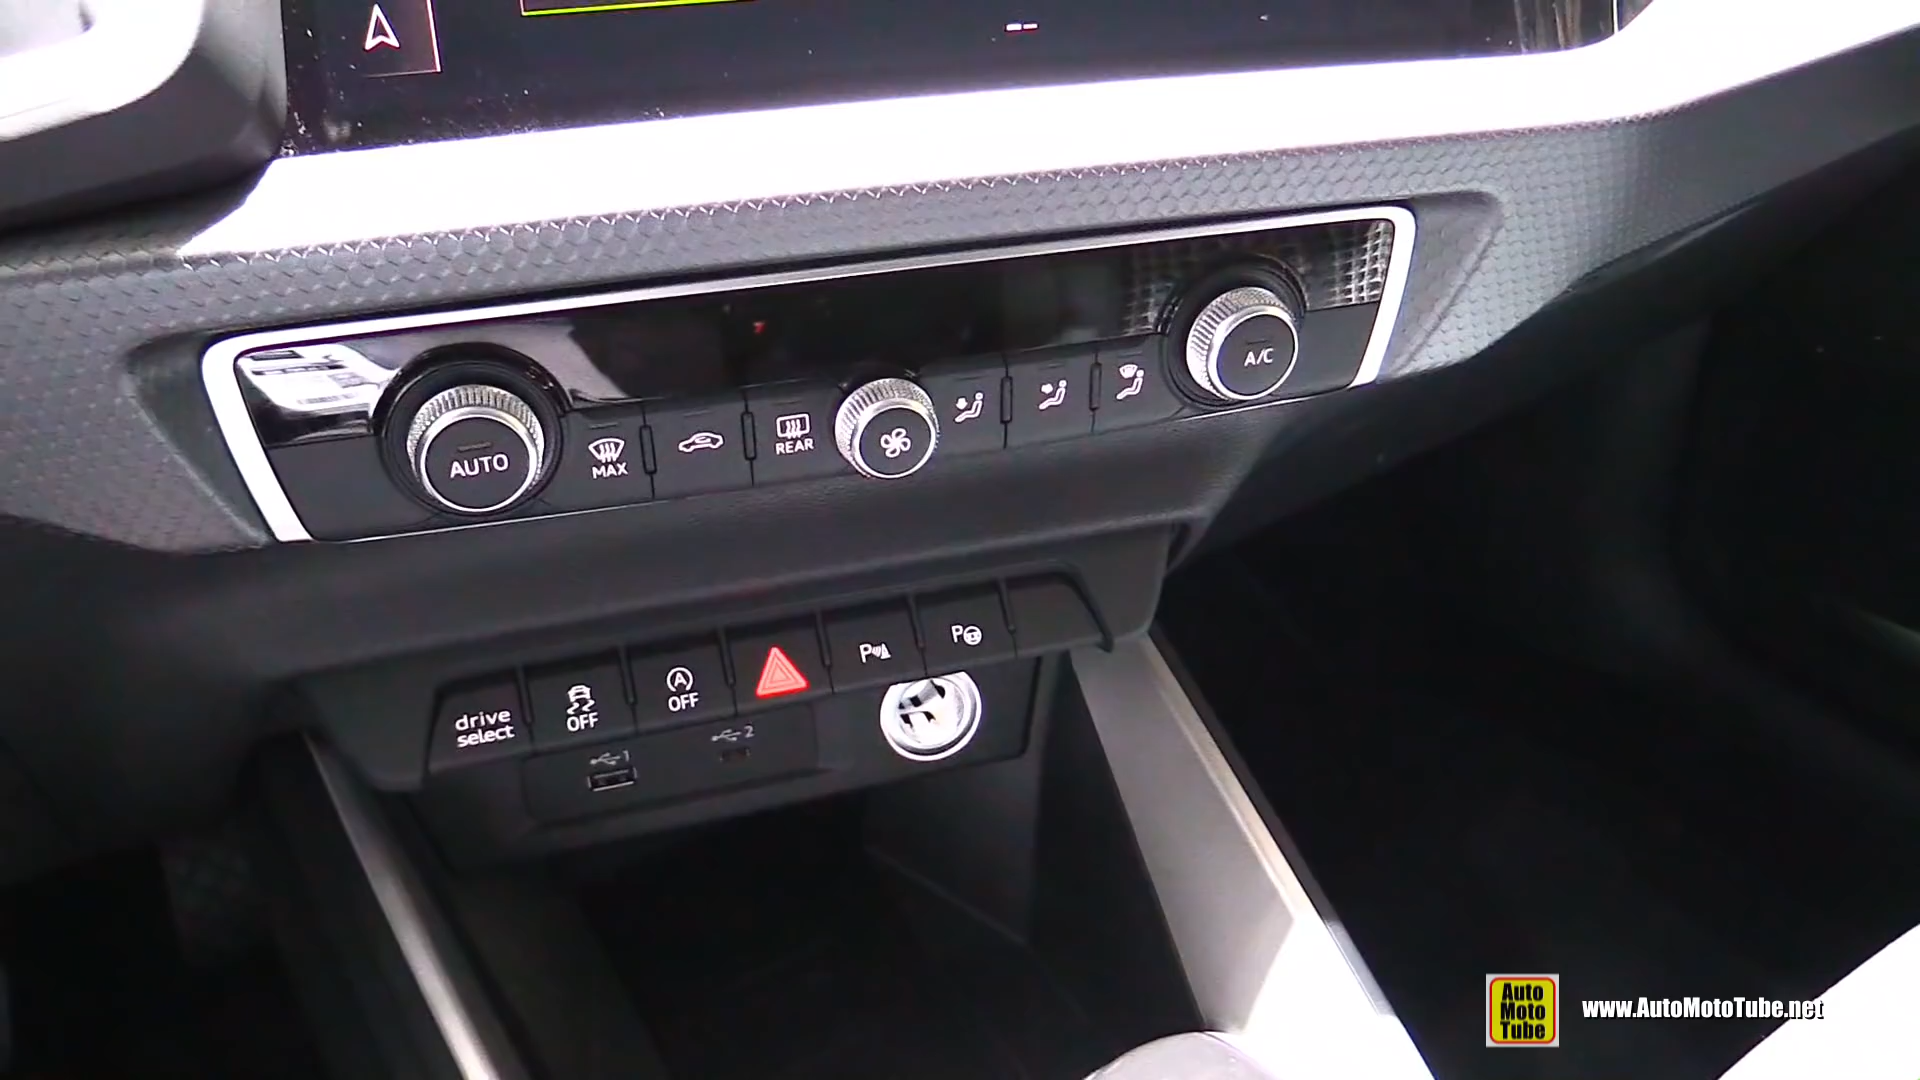 AUTO
MAX
REAR
A/C
drive
select
OFF
A
OFF
P
P
1
2
Auto
Moto
Tube
www.AutoMotoTube.net